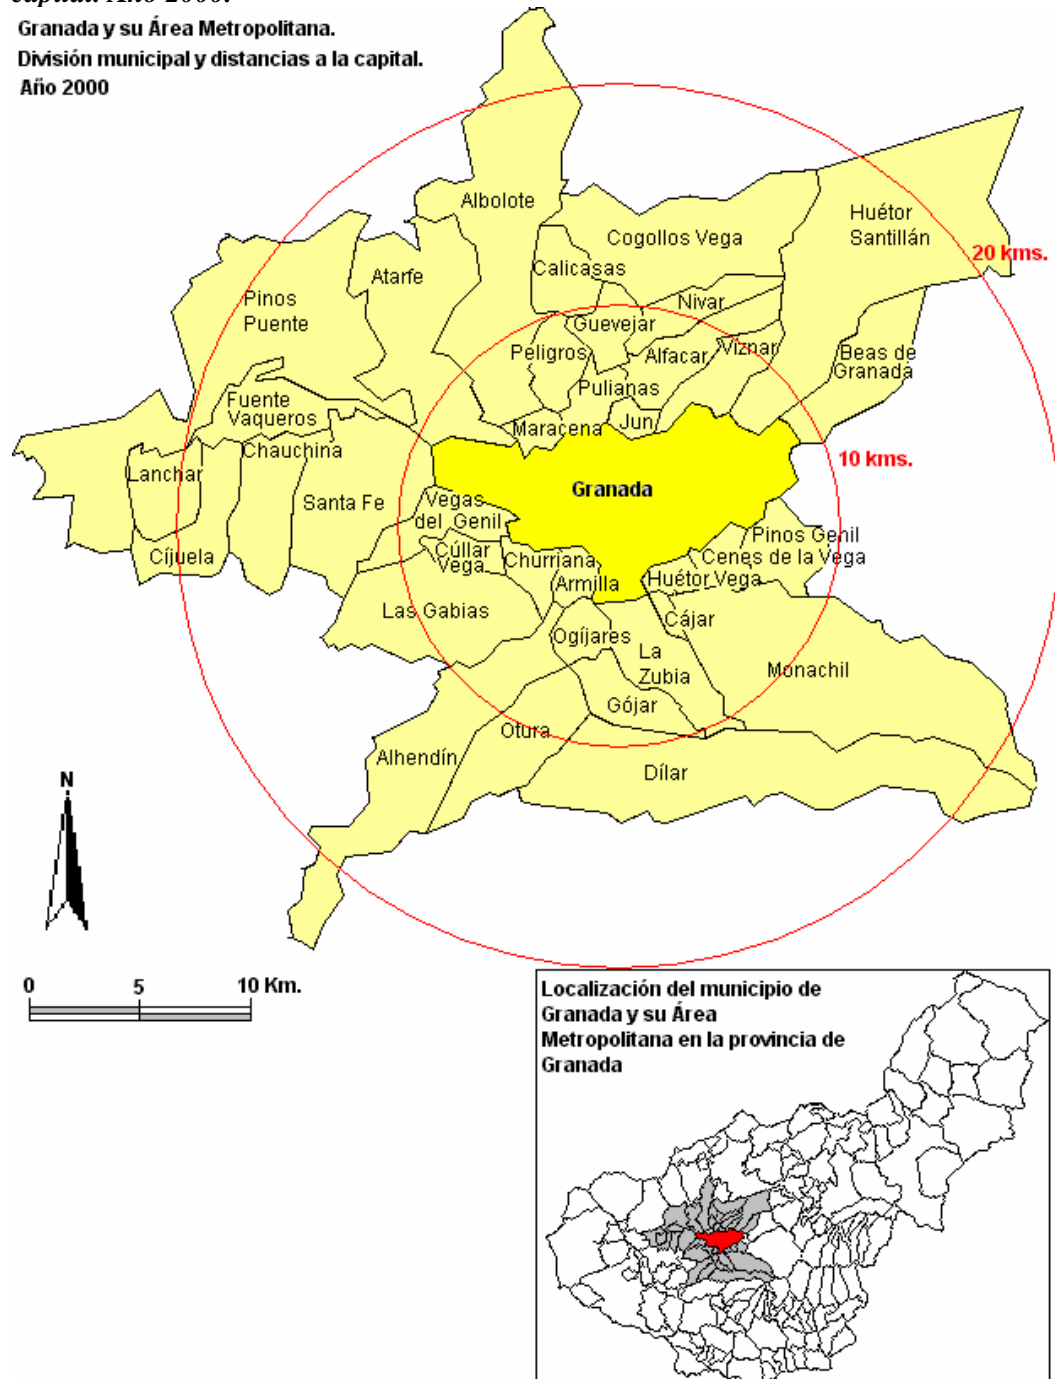 capital. Año 2000.
Granada y su Área Metropolitana.
División municipal y distancias a la capital.
Año 2000
Albolote
Huétor
Santillán
Cogollos Vega
20 kms.
Calicasas
Atarfe
Pinos
Puente
Nivar
Guevejar
Peligros
Alfacar
Viznar
Beas de
Granada
Pulianas
Fuente
Vaqueros
Jun
Maracena
Chauchina
10 kms.
Lanchar
Granada
Santa Fe
Vegas
del Genil
Pinos Genil
Cíjuela
Cúllar
Vega
Churriana
Cenes de la Vega
Armilla
Huétor Vega
Las Gabias
Cájar
Ogíjares
La
Zubia
Monachil
Gójar
Otura
Alhendín
Dílar
N
0 5 10 Km.
Localización del municipio de
Granada y su Área
Metropolitana en la provincia de
Granada